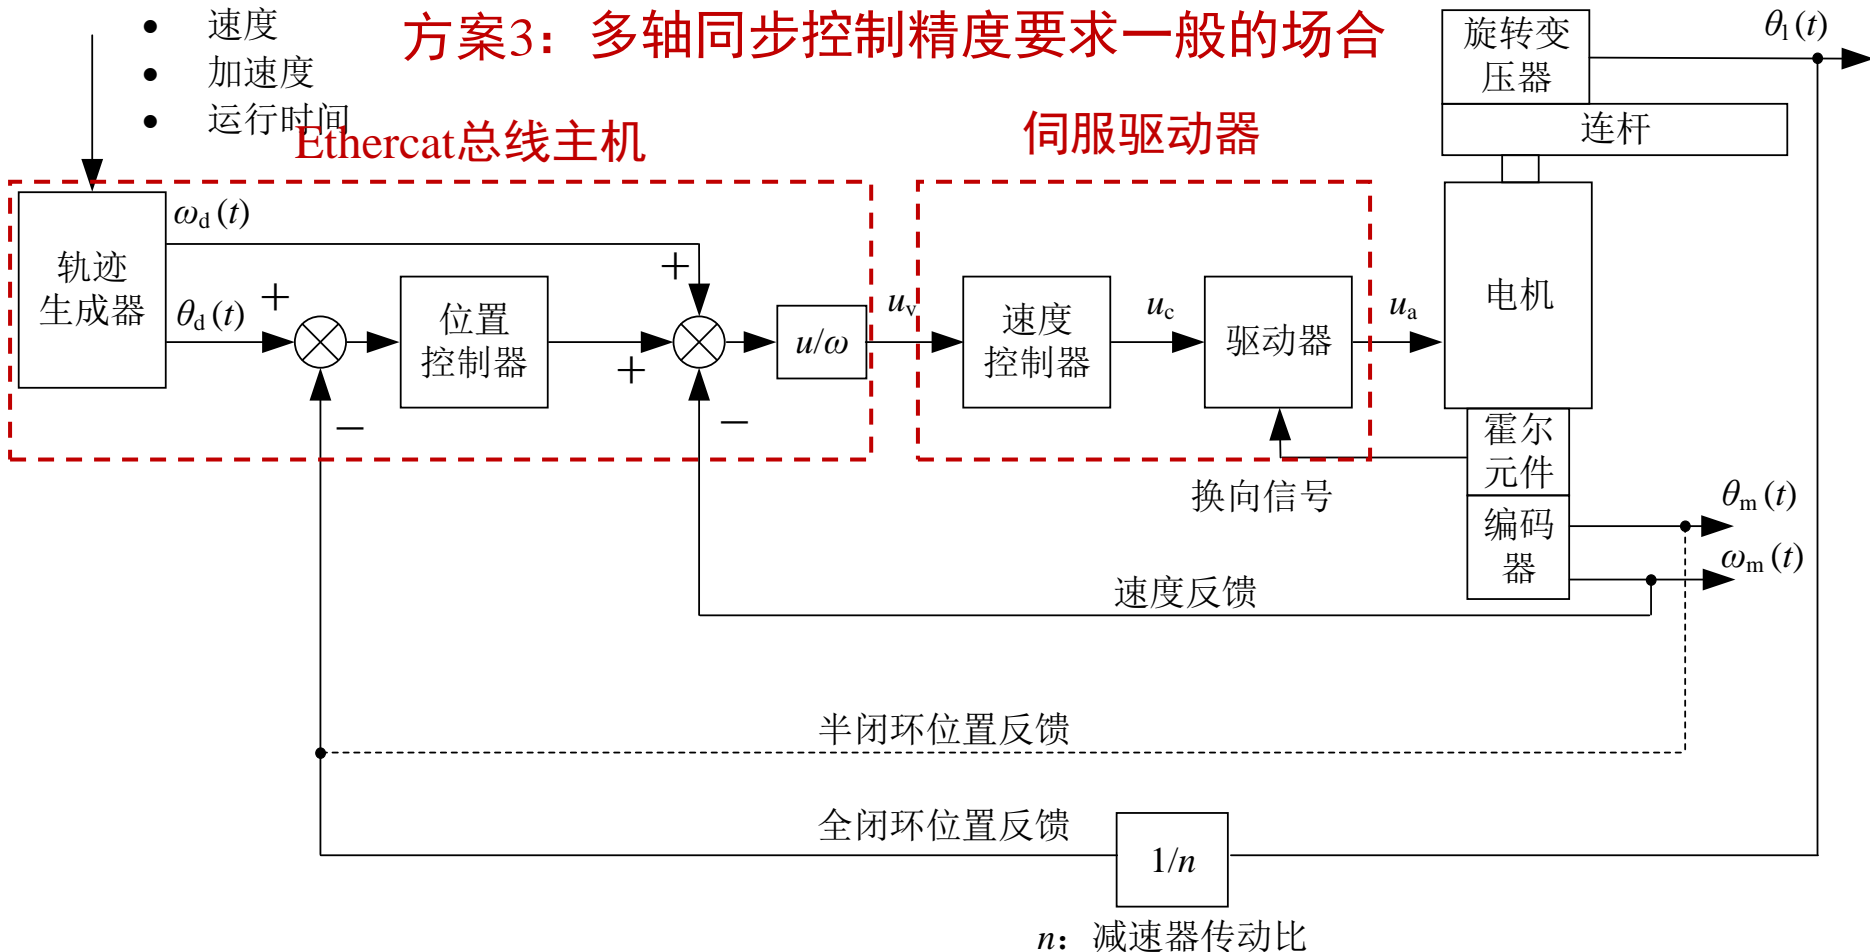 • 速度
• 加速度
• 运行时间
方案3：多轴同步控制精度要求一般的场合
Ethercat总线主机
伺服驱动器
旋转变
压器
连杆
θl(t)
轨迹
生成器
ωd(t)
θd(t)
+
−
位置
控制器
+
+
−
u/ω
uv
速度
控制器
uc
驱动器
ua
电机
霍尔
元件
换向信号
编码
器
θm(t)
ωm(t)
速度反馈
半闭环位置反馈
全闭环位置反馈
1/n
n：减速器传动比